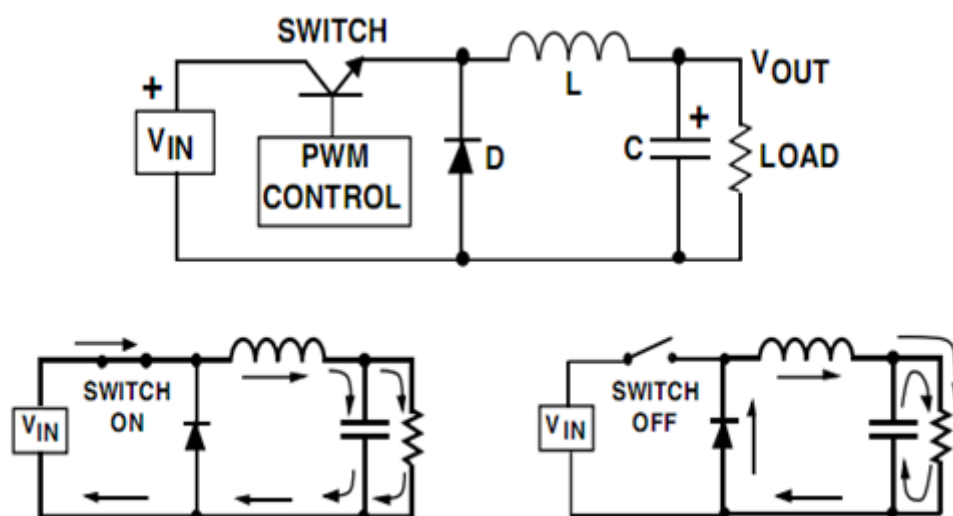 SWITCH
+
VIN
PWM
CONTROL
D
L
C
+
VOUT
LOAD
VIN
SWITCH
ON
VIN
SWITCH
OFF